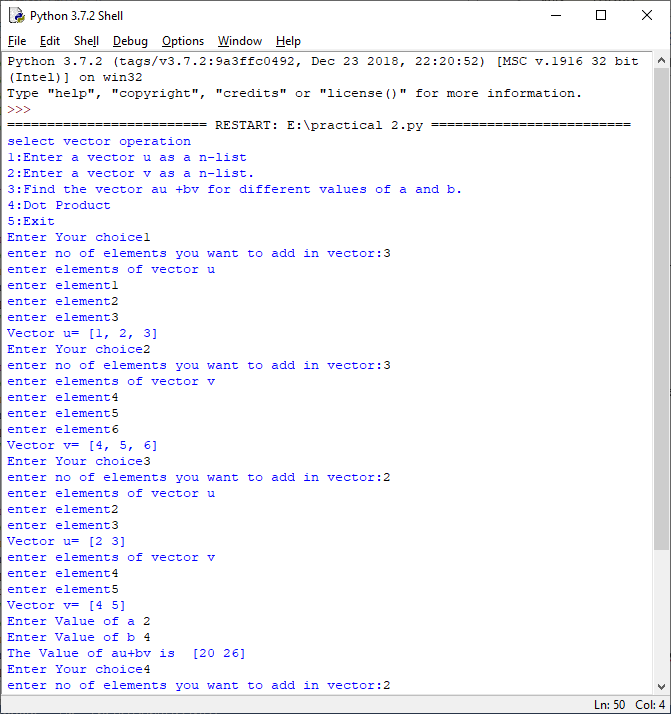 Python 3.7.2 Shell
File Edit Shell Debug Options Window Help
Python 3.7.2 (tags/v3.7.2:9a3ffc0492, Dec 23 2018, 22:20:52) [MSC v.1916 32 bit
(Intel)] on win32
Type "help", "copyright", "credits" or "license()" for more information.
>>>
========================= RESTART: E:\practical 2.py =========================
select vector operation
1:Enter a vector u as a n-list
2:Enter a vector v as a n-list.
3:Find the vector au +bv for different values of a and b.
4:Dot Product
5:Exit
Enter Your choice1
enter no of elements you want to add in vector:3
enter elements of vector u
enter element1
enter element2
enter element3
Vector u= [1, 2, 3]
Enter Your choice2
enter no of elements you want to add in vector:3
enter elements of vector v
enter element4
enter element5
enter element6
Vector v= [4, 5, 6]
Enter Your choice3
enter no of elements you want to add in vector:2
enter elements of vector u
enter element2
enter element3
Vector u= [2 3]
enter elements of vector v
enter element4
enter element5
Vector v= [4 5]
Enter Value of a 2
Enter Value of b 4
The Value of au+bv is  [20 26]
Enter Your choice4
enter no of elements you want to add in vector:2
Ln: 50 Col: 4